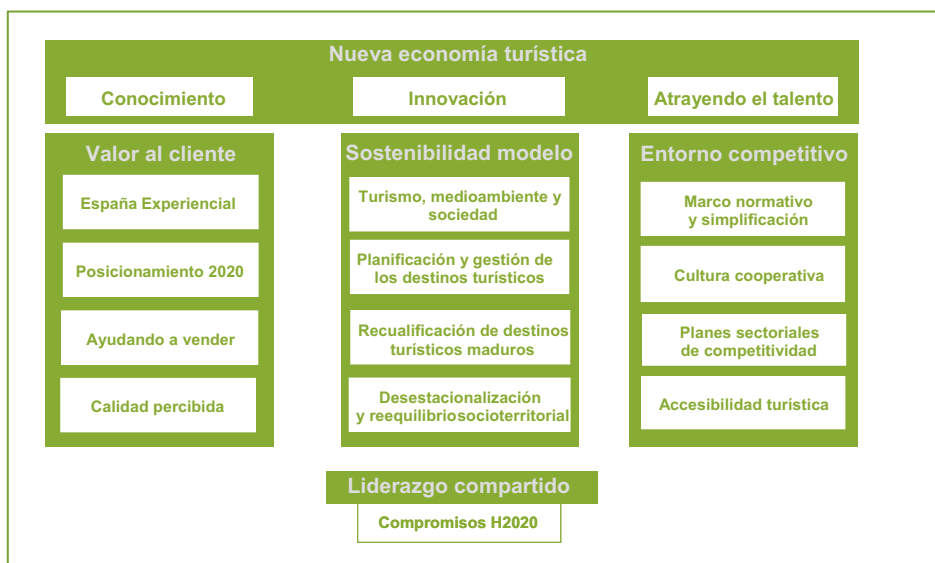 Nueva economía turística
Conocimiento
Innovación
Atrayendo el talento
Valor al cliente
España Experiencial
Posicionamiento 2020
Ayudando a vender
Calidad percibida
Sostenibilidad modelo
Turismo, medioambiente y
sociedad
Planificación y gestión de
los destinos turísticos
Recualificación de destinos
turísticos maduros
Desestacionalización
y reequilibriosocioterritorial
Entorno competitivo
Marco normativo
y simplificación
Cultura cooperativa
Planes sectoriales
de competitividad
Accesibilidad turística
Liderazgo compartido
Compromisos H2020